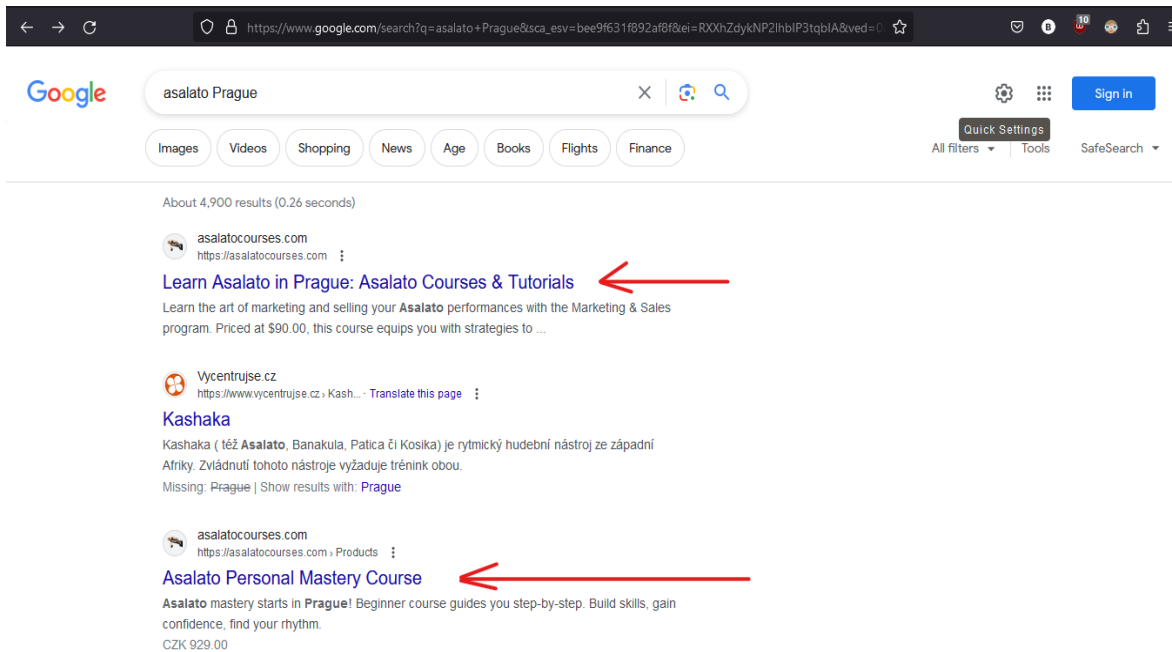 https://www.google.com/search?q=asalato+Prague&sca_esv=bee9f631f892af8f&ei=RXXhZdykNP2lhbIP3tqbIA&ved=0
10
Google
asalato Prague
Sign in
Quick Settings
Images
Videos
Shopping
News
Age
Books
Flights
Finance
All filters
Tools
SafeSearch
About 4,900 results (0.26 seconds)
asalatocourses.com
https://asalatocourses.com
Learn Asalato in Prague: Asalato Courses & Tutorials
Learn the art of marketing and selling your Asalato performances with the Marketing & Sales
program. Priced at $90.00, this course equips you with strategies to ...
Vycentrujse.cz
https://www.vycentrujse.cz › Kash... · Translate this page
Kashaka
Kashaka ( též Asalato, Banakula, Patica či Kosika) je rytmický hudební nástroj ze západní
Afriky. Zvládnutí tohoto nástroje vyžaduje trénink obou.
Missing: Prague | Show results with: Prague
asalatocourses.com
https://asalatocourses.com › Products
Asalato Personal Mastery Course
Asalato mastery starts in Prague! Beginner course guides you step-by-step. Build skills, gain
confidence, find your rhythm.
CZK 929.00